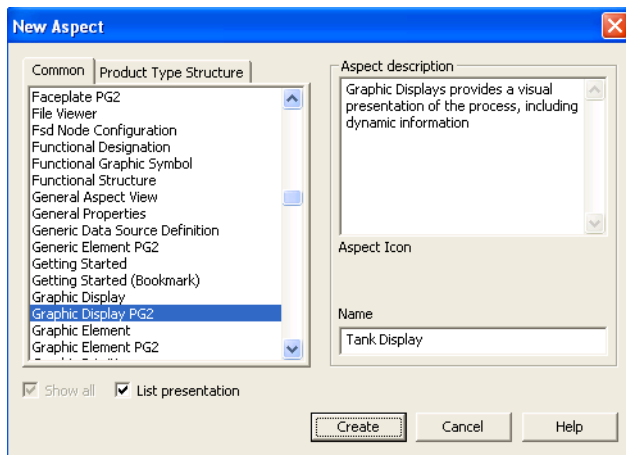 New Aspect
Common
Product Type Structure
Faceplate PG2
File Viewer
Fsd Node Configuration
Functional Designation
Functional Graphic Symbol
Functional Structure
General Aspect View
General Properties
Generic Data Source Definition
Generic Element PG2
Getting Started
Getting Started (Bookmark)
Graphic Display
Graphic Display PG2
Graphic Element
Graphic Element PG2
Show all
List presentation
Aspect description
Graphic Displays provides a visual
presentation of the process, including
dynamic information
Aspect Icon
Name
Tank Display
Create
Cancel
Help